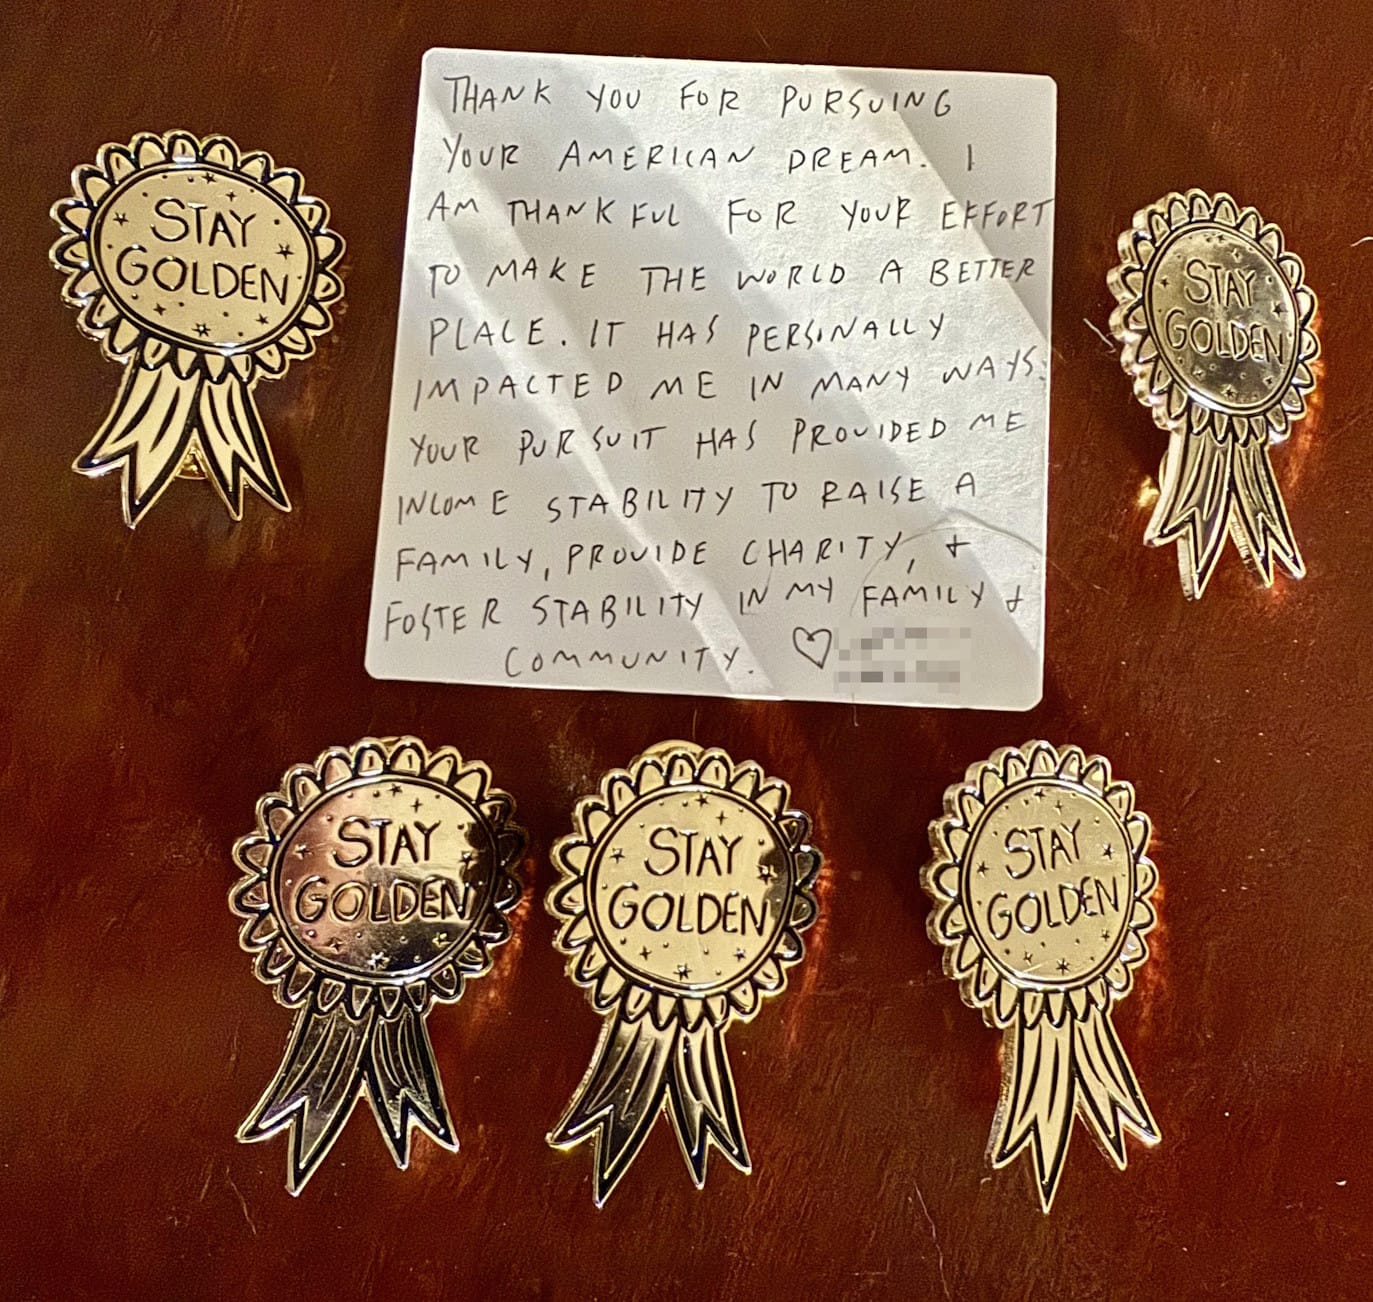 THANK YOU FOR PURSUING
YOUR AMERICAN DREAM. I
AM THANKFUL FOR YOUR EFFORT
TO MAKE THE WORLD A BETTER
PLACE. IT HAS PERSONALLY
IMPACTED ME IN MANY WAYS.
YOUR PURSUIT HAS PROVIDED ME
INCOME STABILITY TO RAISE A
FAMILY, PROVIDE CHARITY, +
FOSTER STABILITY IN MY FAMILY +
COMMUNITY. ♡
STAY
GOLDEN
STAY
GOLDEN
STAY
GOLDEN
STAY
GOLDEN
STAY
GOLDEN